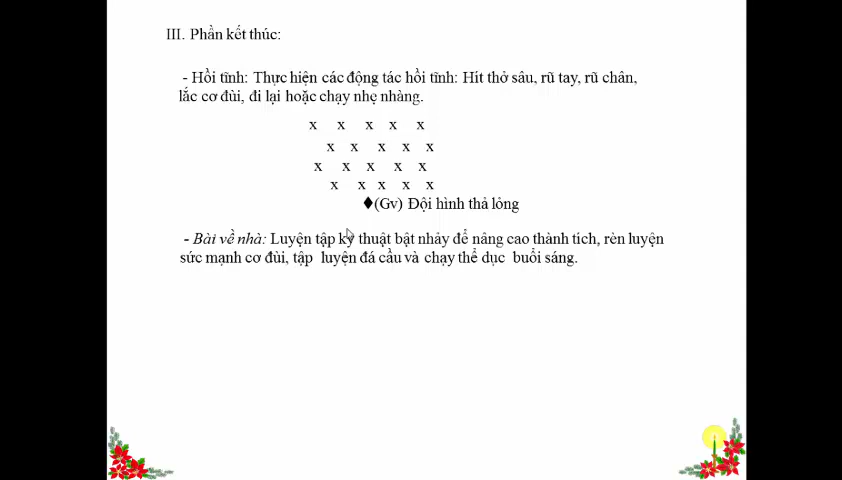 III. Phần kết thúc:
- Hồi tĩnh: Thực hiện các động tác hồi tĩnh: Hít thở sâu, rũ tay, rũ chân,
lắc cơ đùi, đi lại hoặc chạy nhẹ nhàng.
x x x x x
x x x x x
x x x x x
x x x x x
♦(Gv) Đội hình thả lỏng
- Bài về nhà: Luyện tập kỹ thuật bật nhảy để nâng cao thành tích, rèn luyện
sức mạnh cơ đùi, tập luyện đá cầu và chạy thể dục buổi sáng.